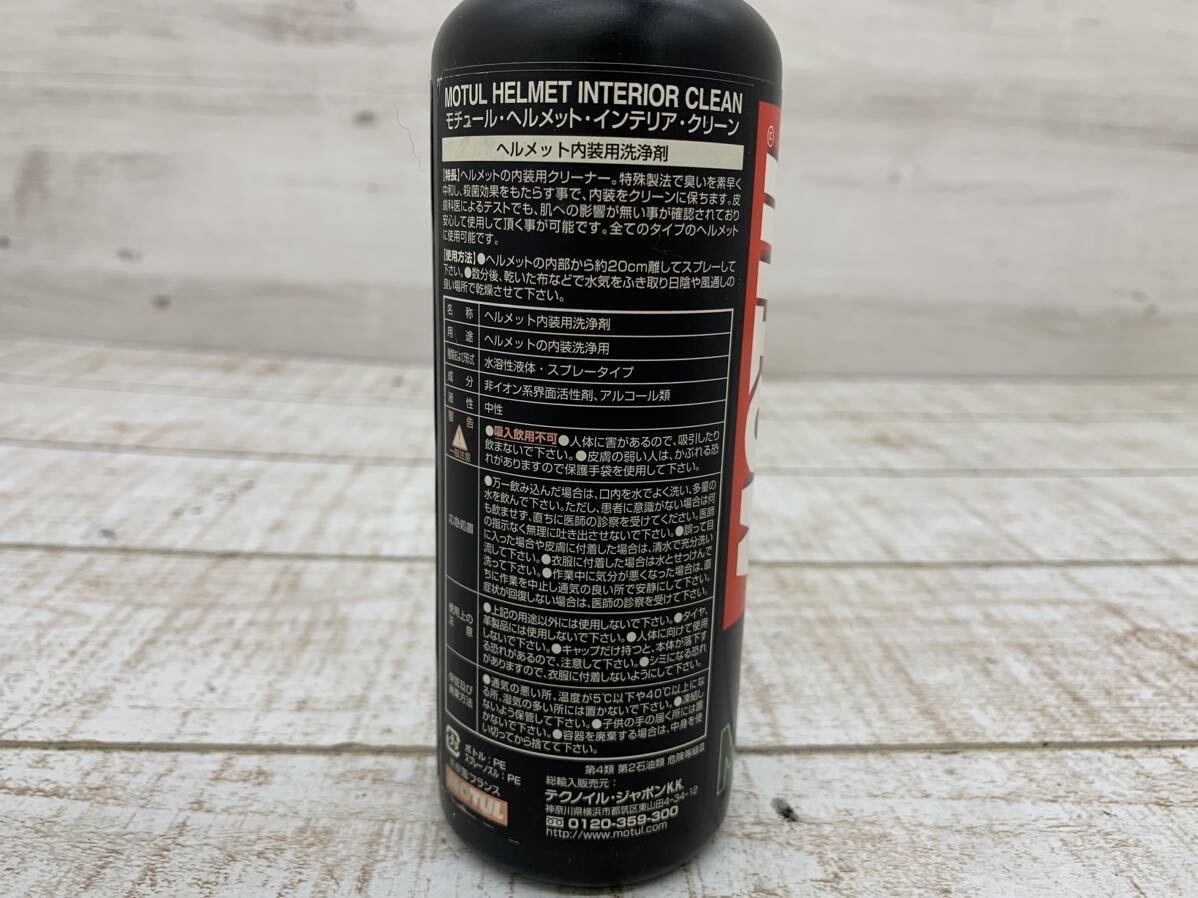 MOTUL HELMET INTERIOR CLEAN
モチュール・ヘルメット・インテリア・クリーン
ヘルメット内装用洗浄剤
【特長】ヘルメットの内装用クリーナー。特殊製法で臭いを素早く
中和し、殺菌効果をもたらす事で、内装をクリーンに保ちます。皮
膚科医によるテストでも、肌への影響が無い事が確認されており
安心して使用して頂く事が可能です。全てのタイプのヘルメット
に使用可能です。
【使用方法】●ヘルメットの内部から約20cm離してスプレーして
下さい。●数分後、乾いた布などで水気をふき取り日陰や風通しの
良い場所で乾燥させて下さい。
名称 ヘルメット内装用洗浄剤
用途 ヘルメットの内装洗浄用
種類および形式 水溶性液体・スプレータイプ
成分 非イオン系界面活性剤、アルコール類
液性 中性
警告
一般注意
●吸入飲用不可●人体に害があるので、吸引したり
飲まないで下さい。●皮膚の弱い人は、かぶれる恐
れがありますので保護手袋を使用して下さい。
応急処置
●万一飲み込んだ場合は、口内を水でよく洗い、多量の
水を飲んで下さい。ただし、患者に意識がない場合は何
も飲ませず、直ちに医師の診察を受けてください。医師
の指示なく無理に吐き出させないで下さい。●誤って目
に入った場合や皮膚に付着した場合は、清水で充分洗い
流して下さい。●衣服に付着した場合は水とせっけんで
洗って下さい。●作業中に気分が悪くなった場合は、直
ちに作業を中止し通気の良い所で安静にして下さい。
症状が回復しない場合は、医師の診察を受けて下さい。
使用上の
注意
●上記の用途以外には使用しないで下さい。●タイヤ、
革製品には使用しないで下さい。●人体に向けて使用
しないで下さい。●キャップだけ持つと、本体が落下す
る恐れがあるので、注意して下さい。●シミになる恐れ
がありますので、衣服に付着しないようにして下さい。
保管及び
廃棄方法
●通気の悪い所、温度が5℃以下や40℃以上にな
る所、湿気の多い所には置かないで下さい。●凍結し
ないよう保管して下さい。●子供の手の届く所には置
かないで下さい。●容器を廃棄する場合は、中身を使
い切ってから捨てて下さい。
ボトル:PE
スプレーノズル:PE
フランス
MOTUL
第4類 第2石油類 危険等級Ⅲ
総輸入販売元:
テクノイル・ジャポンK.K.
神奈川県横浜市都筑区東山田4-34-12
0120-359-300
http://www.motul.com